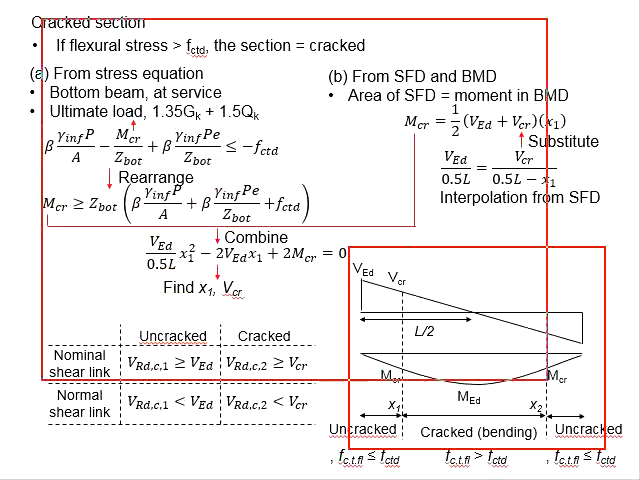 Cracked section
• If flexural stress > fctd, the section = cracked
(a) From stress equation
• Bottom beam, at service
• Ultimate load, 1.35Gk + 1.5Qk
β γinf P / A − Mcr / Zbot + β γinf Pe / Zbot ≤ −fctd
Rearrange
Mcr ≥ Zbot (β γinf P / A + β γinf Pe / Zbot + fctd)
Combine
VEd / 0.5L x1² − 2VEd x1 + 2Mcr = 0
Find x1, Vcr
(b) From SFD and BMD
• Area of SFD = moment in BMD
Mcr = 1/2 (VEd + Vcr)(x1)
Substitute
VEd / 0.5L = Vcr / 0.5L − x1
Interpolation from SFD
Uncracked Cracked
Nominal shear link VRd,c,1 ≥ VEd VRd,c,2 ≥ Vcr
Normal shear link VRd,c,1 < VEd VRd,c,2 < Vcr
VEd
Vcr
L/2
Mcr Mcr
MEd
x1 x2
Uncracked Cracked (bending) Uncracked
, fc,t,fl ≤ fctd fc,t,fl > fctd , fc,t,fl ≤ fctd